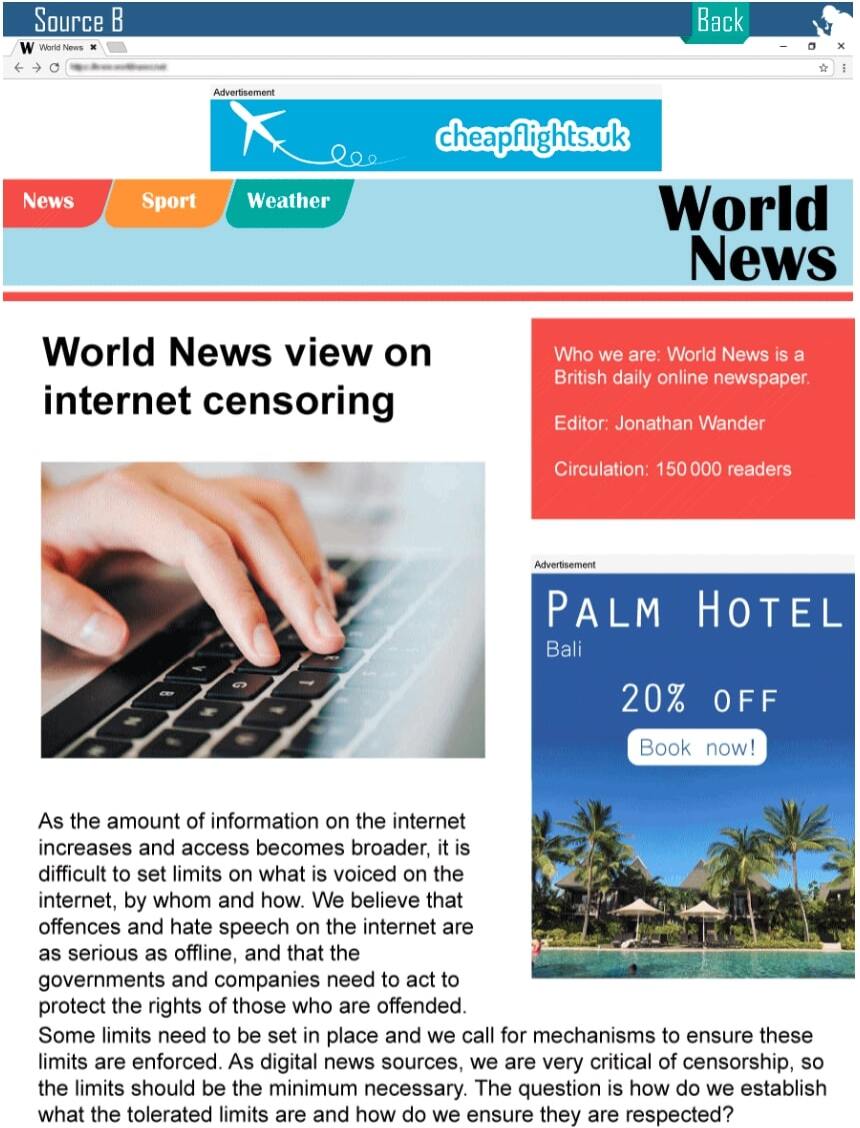 Source B
Back
W World News
Advertisement
cheapflights.uk
News Sport Weather
World
News
World News view on
internet censoring
Who we are: World News is a
British daily online newspaper.
Editor: Jonathan Wander
Circulation: 150 000 readers
Advertisement
PALM HOTEL
Bali
20% OFF
Book now!
As the amount of information on the internet
increases and access becomes broader, it is
difficult to set limits on what is voiced on the
internet, by whom and how. We believe that
offences and hate speech on the internet are
as serious as offline, and that the
governments and companies need to act to
protect the rights of those who are offended.
Some limits need to be set in place and we call for mechanisms to ensure these
limits are enforced. As digital news sources, we are very critical of censorship, so
the limits should be the minimum necessary. The question is how do we establish
what the tolerated limits are and how do we ensure they are respected?